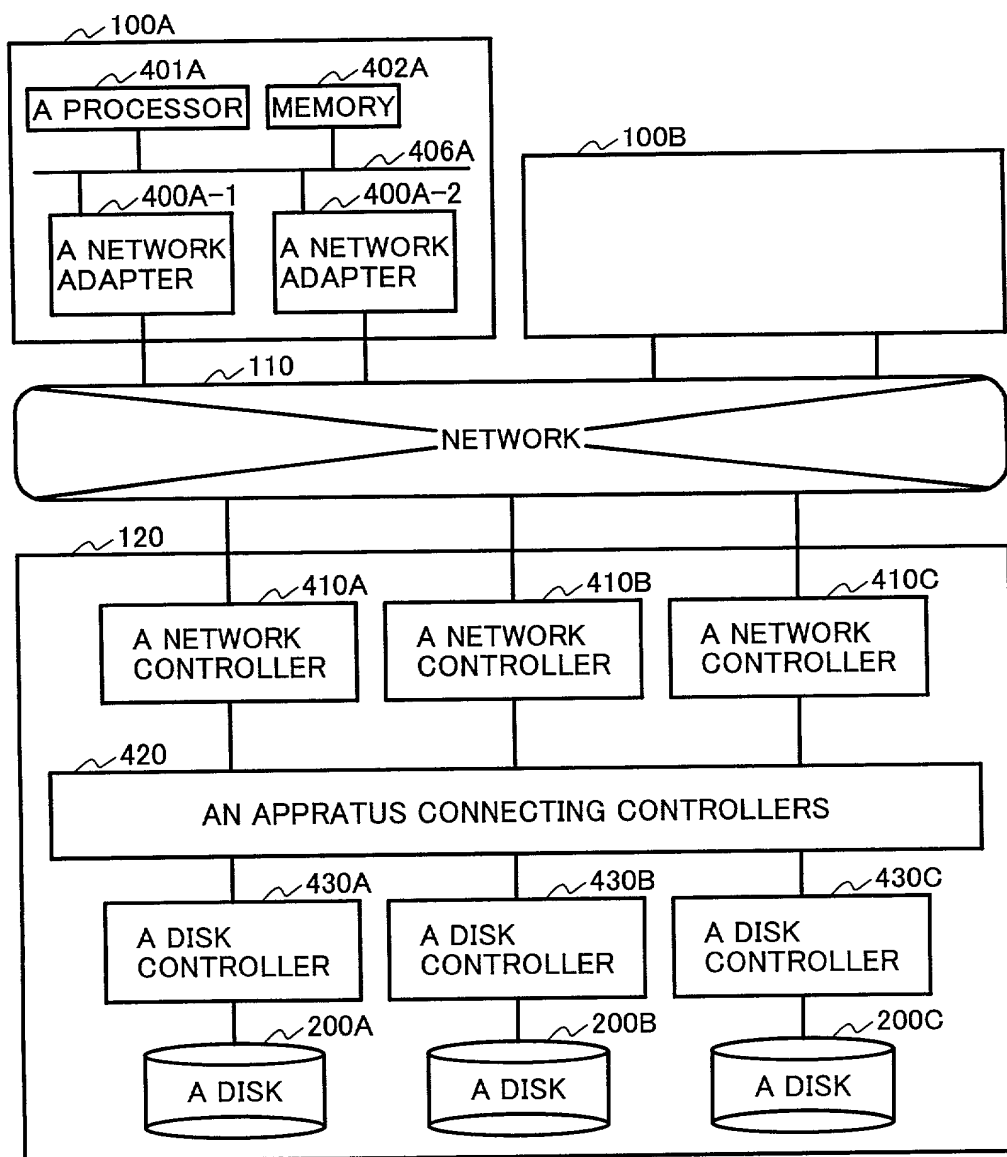 100A
401A
402A
A PROCESSOR
MEMORY
406A
100B
400A-1
400A-2
A NETWORK
ADAPTER
A NETWORK
ADAPTER
110
NETWORK
120
410A
410B
410C
A NETWORK
CONTROLLER
A NETWORK
CONTROLLER
A NETWORK
CONTROLLER
420
AN APPRATUS CONNECTING CONTROLLERS
430A
430B
430C
A DISK
CONTROLLER
A DISK
CONTROLLER
A DISK
CONTROLLER
200A
200B
200C
A DISK
A DISK
A DISK